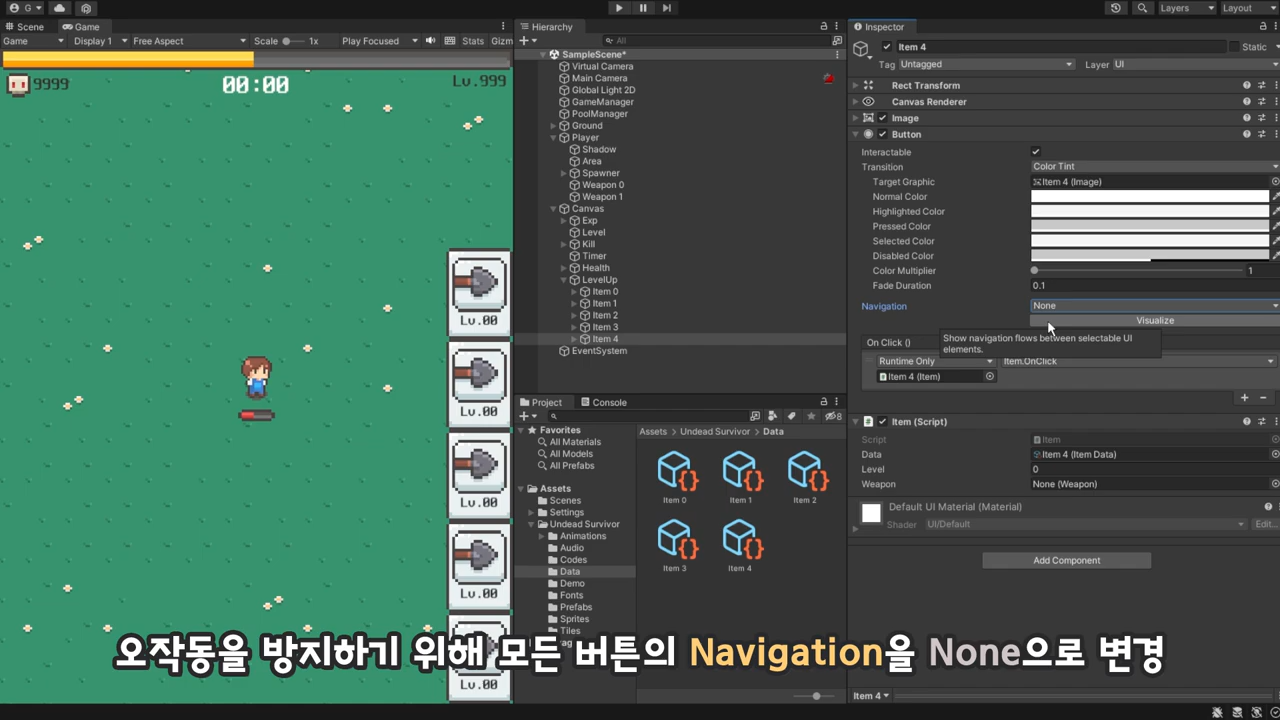 G
Layers
Layout
Scene
Game
Game
Display 1
Free Aspect
Scale
1x
Play Focused
Stats
Gizm
9999
00:00
Lv.999
Lv.00
Lv.00
Lv.00
Lv.00
Lv.00
Hierarchy
All
SampleScene*
Virtual Camera
Main Camera
Global Light 2D
GameManager
PoolManager
Ground
Player
Shadow
Area
Spawner
Weapon 0
Weapon 1
Canvas
Exp
Level
Kill
Timer
Health
LevelUp
Item 0
Item 1
Item 2
Item 3
Item 4
EventSystem
Project
Console
8
Favorites
All Materials
All Models
All Prefabs
Assets
Scenes
Settings
Undead Survivor
Animations
Audio
Codes
Data
Demo
Fonts
Prefabs
Sprites
Tiles
Assets
Undead Survivor
Data
Item 0
Item 1
Item 2
Item 3
Item 4
Inspector
Item 4
Static
Tag
Untagged
Layer
UI
Rect Transform
Canvas Renderer
Image
Button
Interactable
Transition
Color Tint
Target Graphic
Item 4 (Image)
Normal Color
Highlighted Color
Pressed Color
Selected Color
Disabled Color
Color Multiplier
1
Fade Duration
0.1
Navigation
None
Visualize
Show navigation flows between selectable UI
elements.
On Click ()
Runtime Only
Item.OnClick
Item 4 (Item)
Item (Script)
Script
Item
Data
Item 4 (Item Data)
Level
0
Weapon
None (Weapon)
Default UI Material (Material)
Shader
UI/Default
Edit...
Add Component
Item 4
오작동을 방지하기 위해 모든 버튼의 Navigation을 None으로 변경